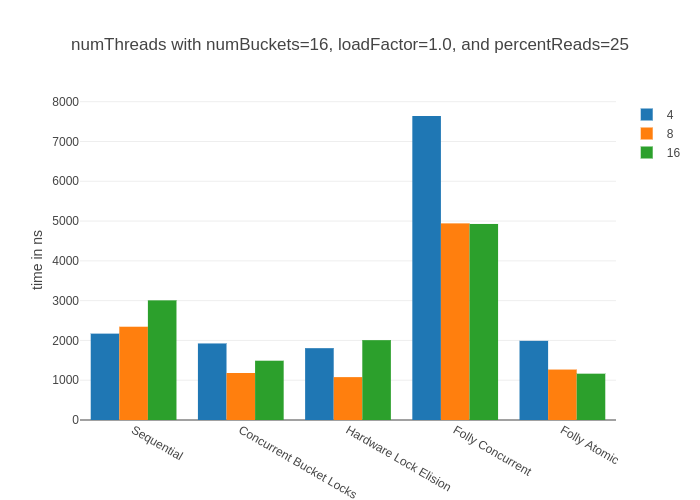 numThreads with numBuckets=16, loadFactor=1.0, and percentReads=25
8000
7000
6000
5000
4000
3000
2000
1000
0
time in ns
Sequential
Concurrent Bucket Locks
Hardware Lock Elision
Folly Concurrent
Folly Atomic
4
8
16